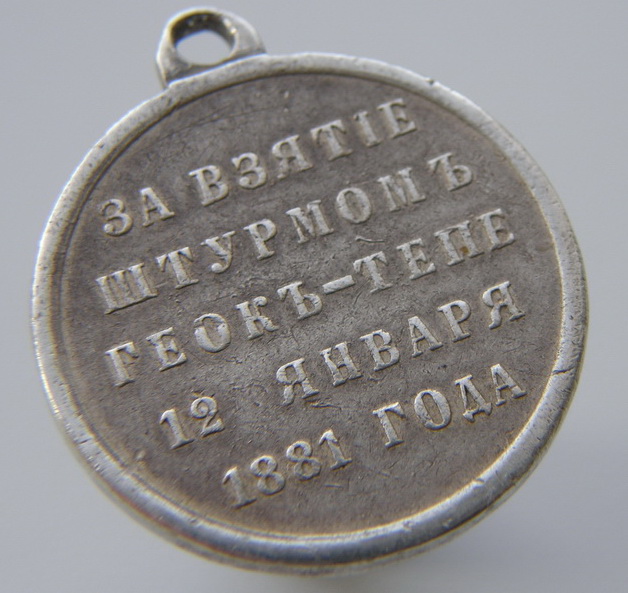 ЗА ВЗЯТІЕ
ШТУРМОМЪ
ГЕОКЪ-ТЕПЕ
12 ЯНВАРЯ
1881 ГОДА